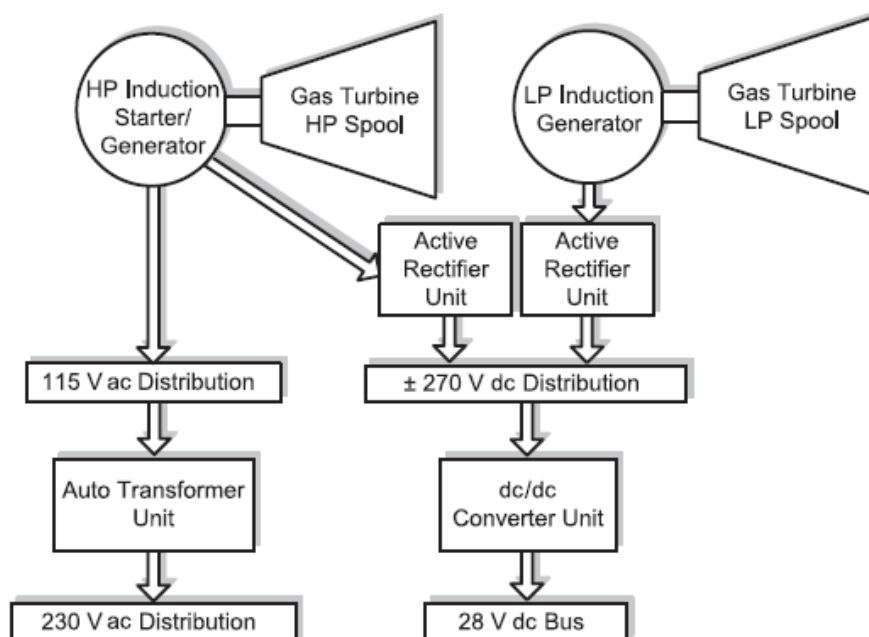 HP Induction
Starter/
Generator
Gas Turbine
HP Spool
LP Induction
Generator
Gas Turbine
LP Spool
Active
Rectifier
Unit
Active
Rectifier
Unit
115 V ac Distribution
± 270 V dc Distribution
Auto Transformer
Unit
dc/dc
Converter Unit
230 V ac Distribution
28 V dc Bus